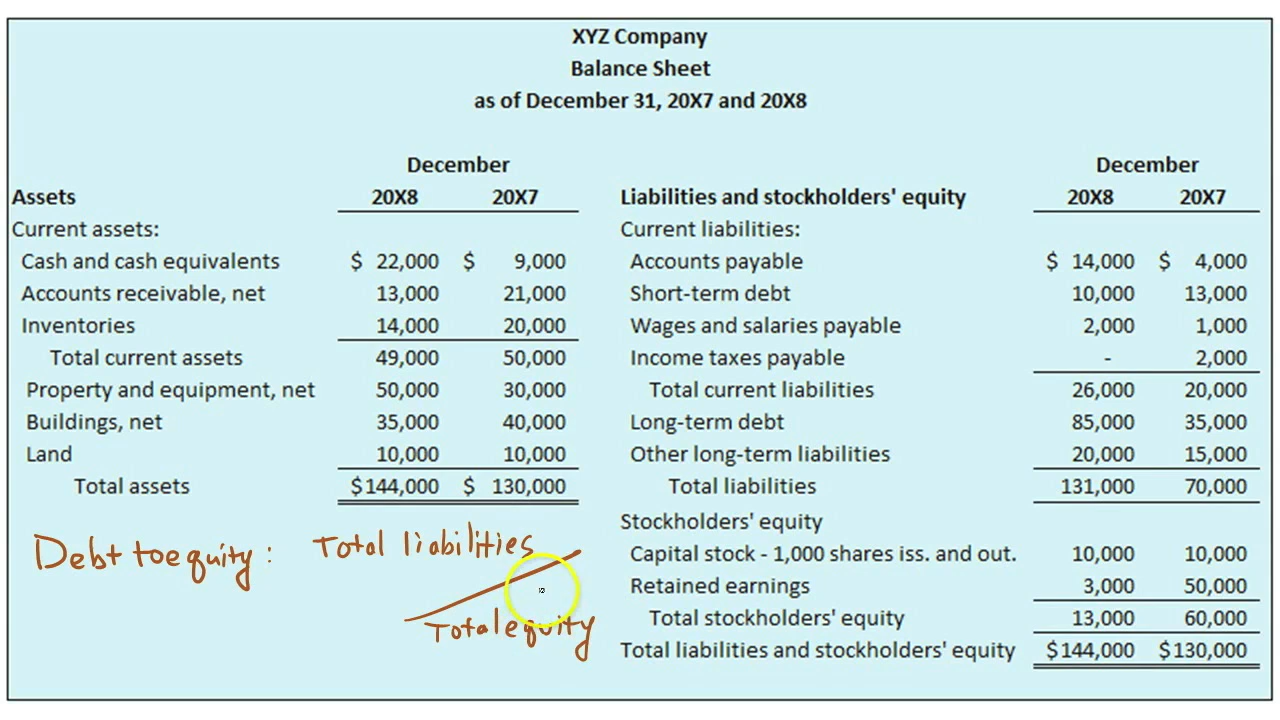 XYZ Company
Balance Sheet
as of December 31, 20X7 and 20X8
December December
Assets 20X8 20X7 Liabilities and stockholders' equity 20X8 20X7
Current assets: Current liabilities:
Cash and cash equivalents $ 22,000 $ 9,000 Accounts payable $ 14,000 $ 4,000
Accounts receivable, net 13,000 21,000 Short-term debt 10,000 13,000
Inventories 14,000 20,000 Wages and salaries payable 2,000 1,000
Total current assets 49,000 50,000 Income taxes payable - 2,000
Property and equipment, net 50,000 30,000 Total current liabilities 26,000 20,000
Buildings, net 35,000 40,000 Long-term debt 85,000 35,000
Land 10,000 10,000 Other long-term liabilities 20,000 15,000
Total assets $144,000 $ 130,000 Total liabilities 131,000 70,000
Stockholders' equity
Debt to equity: Total liabilities Capital stock - 1,000 shares iss. and out. 10,000 10,000
Retained earnings 3,000 50,000
Total equity Total stockholders' equity 13,000 60,000
Total liabilities and stockholders' equity $144,000 $130,000